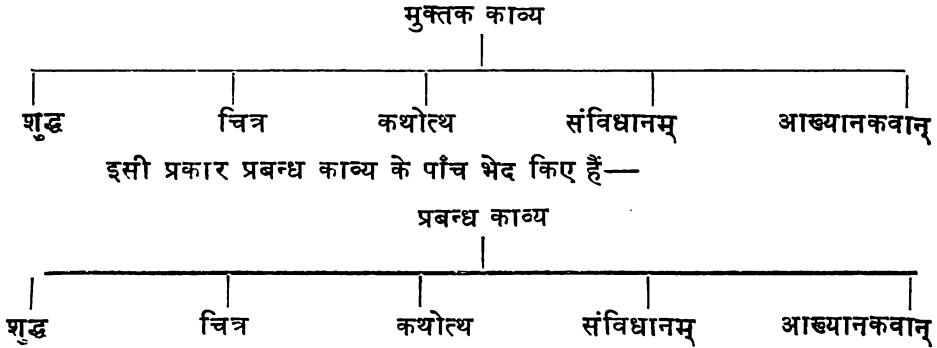 मुक्तक काव्य
शुद्ध चित्र कथोत्थ संविधानम् आख्यानकवान्
इसी प्रकार प्रबन्ध काव्य के पाँच भेद किए हैं—
प्रबन्ध काव्य
शुद्ध चित्र कथोत्थ संविधानम् आख्यानकवान्